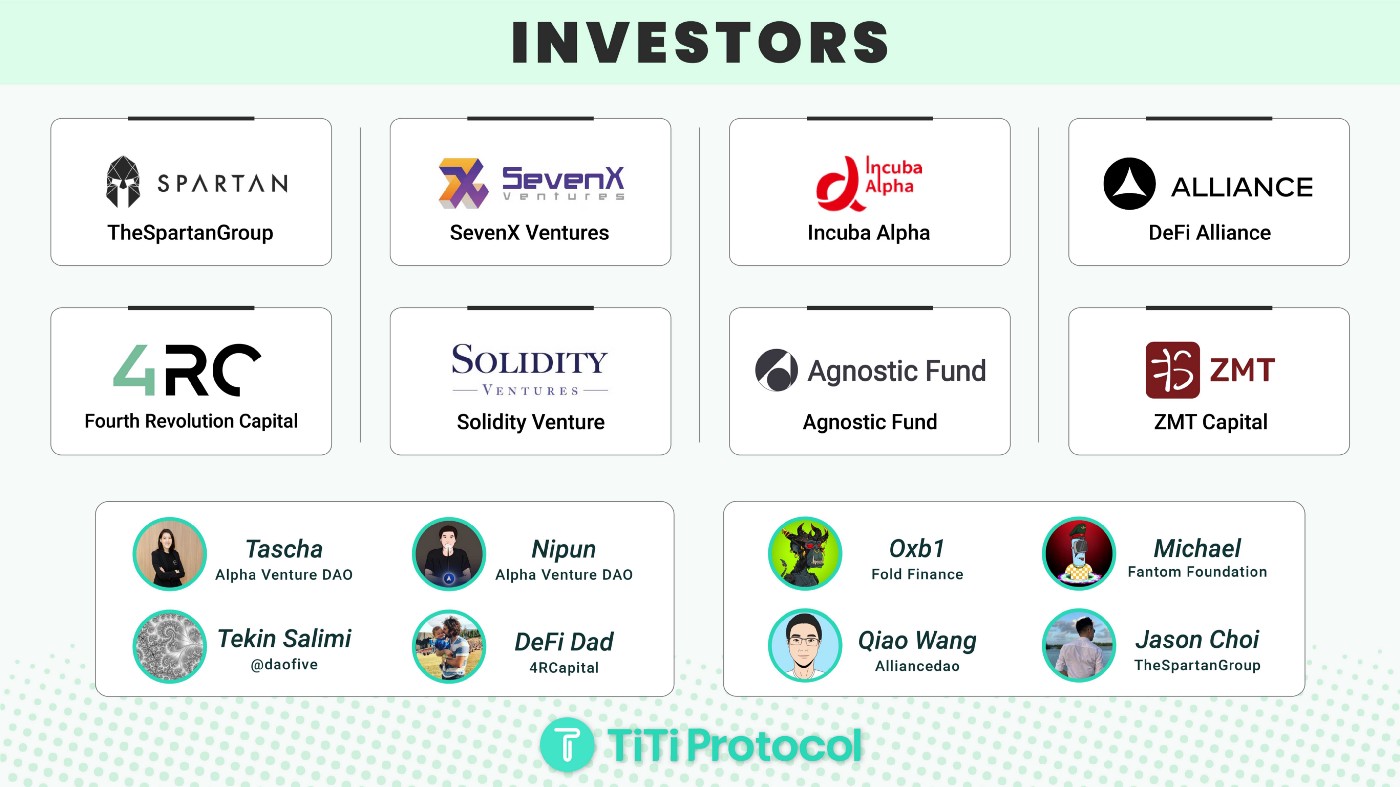 INVESTORS
SPARTAN
TheSpartanGroup
SevenX
Ventures
SevenX Ventures
Incuba
Alpha
Incuba Alpha
ALLIANCE
DeFi Alliance
4RC
Fourth Revolution Capital
SOLIDITY
VENTURES
Solidity Venture
Agnostic Fund
Agnostic Fund
ZMT
ZMT Capital
Tascha
Alpha Venture DAO
Nipun
Alpha Venture DAO
Tekin Salimi
@daofive
DeFi Dad
4RCapital
Oxb1
Fold Finance
Michael
Fantom Foundation
Qiao Wang
Alliancedao
Jason Choi
TheSpartanGroup
TiTi Protocol